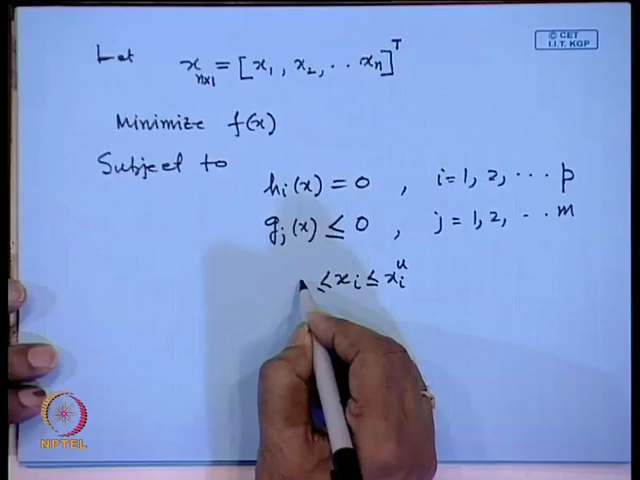 © CET
I.I.T. KGP
Let x nx1 = [x1, x2, .. xn]^T
Minimize f(x)
Subject to
hi(x) = 0 , i = 1, 2, ... p
gj(x) ≤ 0 , j = 1, 2, ... m
≤ xi ≤ xi^u
NPTEL